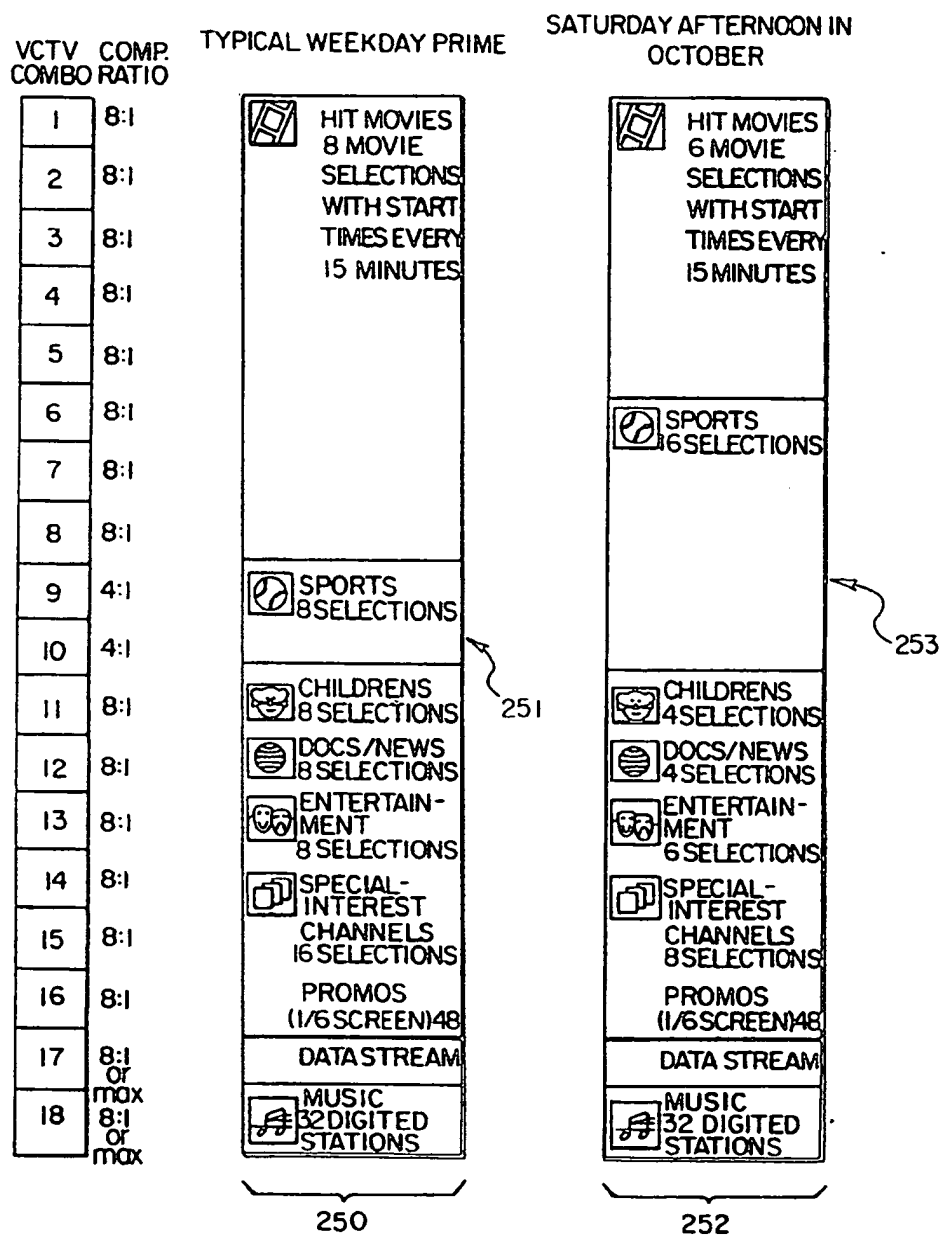 VCTV COMP.
COMBO RATIO
1 8:1
2 8:1
3 8:1
4 8:1
5 8:1
6 8:1
7 8:1
8 8:1
9 4:1
10 4:1
11 8:1
12 8:1
13 8:1
14 8:1
15 8:1
16 8:1
17 8:1
or
max
18 8:1
or
max
TYPICAL WEEKDAY PRIME
HIT MOVIES
8 MOVIE
SELECTIONS
WITH START
TIMES EVERY
15 MINUTES
SPORTS
8 SELECTIONS
251
CHILDRENS
8 SELECTIONS
DOCS/NEWS
8 SELECTIONS
ENTERTAIN-
MENT
8 SELECTIONS
SPECIAL-
INTEREST
CHANNELS
16 SELECTIONS
PROMOS
(1/6 SCREEN)48
DATA STREAM
MUSIC
32 DIGITED
STATIONS
250
SATURDAY AFTERNOON IN
OCTOBER
HIT MOVIES
6 MOVIE
SELECTIONS
WITH START
TIMES EVERY
15 MINUTES
SPORTS
16 SELECTIONS
253
CHILDRENS
4 SELECTIONS
DOCS/NEWS
4 SELECTIONS
ENTERTAIN-
MENT
6 SELECTIONS
SPECIAL-
INTEREST
CHANNELS
8 SELECTIONS
PROMOS
(1/6 SCREEN)48
DATA STREAM
MUSIC
32 DIGITED
STATIONS
252